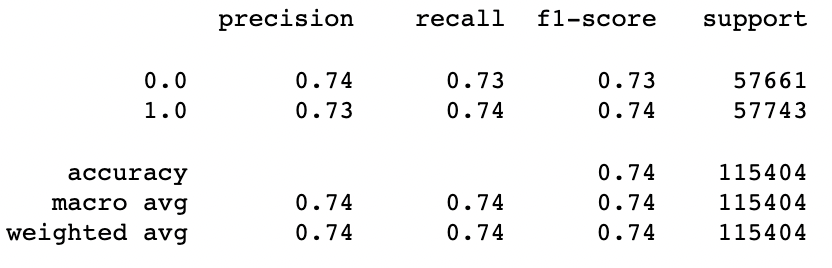 precision recall f1-score support
0.0 0.74 0.73 0.73 57661
1.0 0.73 0.74 0.74 57743
accuracy 0.74 115404
macro avg 0.74 0.74 0.74 115404
weighted avg 0.74 0.74 0.74 115404